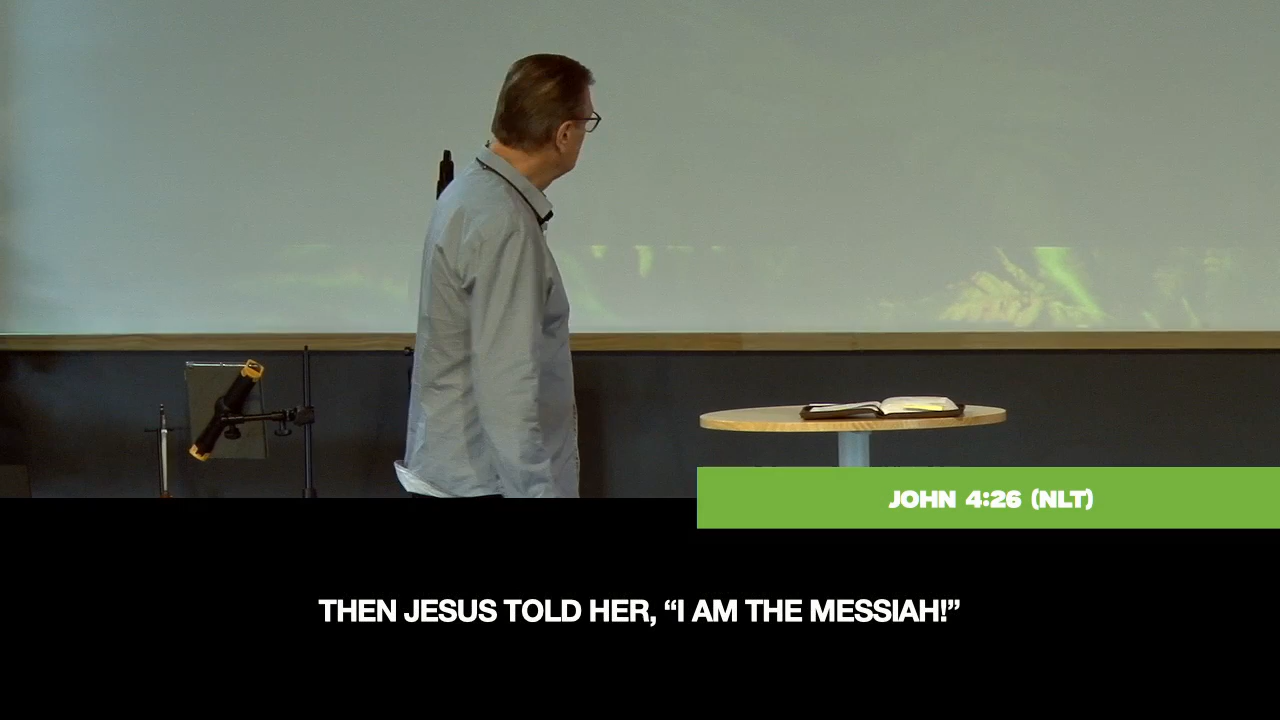 JOHN 4:26 (NLT)
THEN JESUS TOLD HER, “I AM THE MESSIAH!”